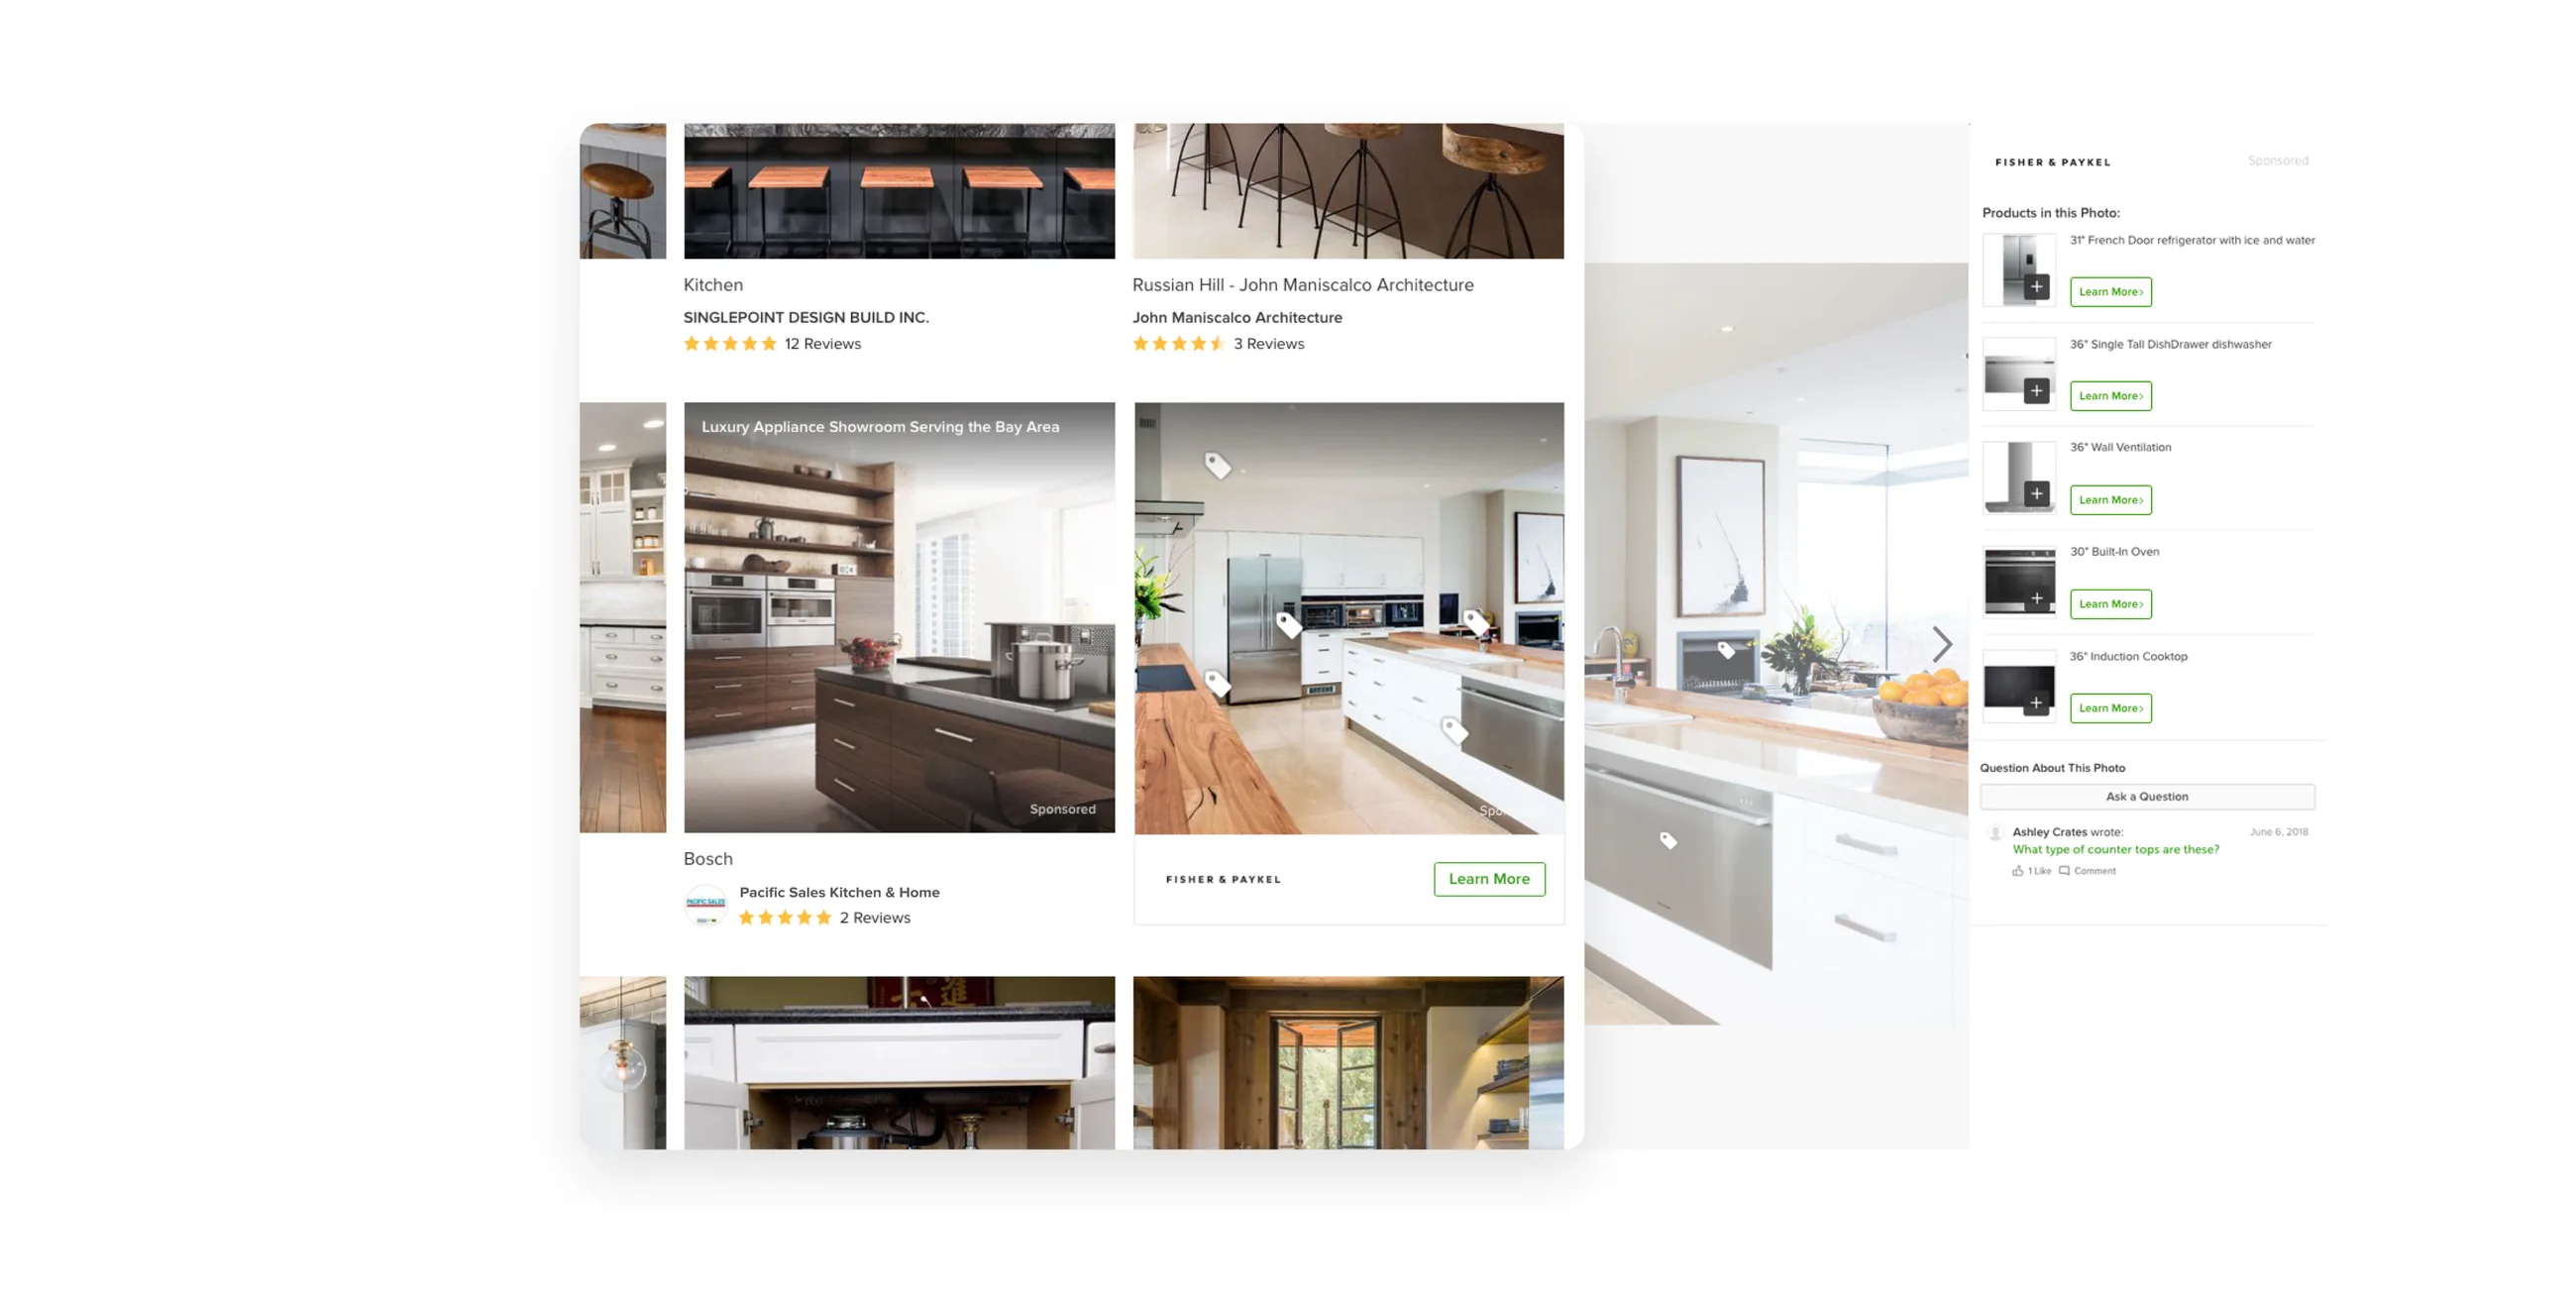 Kitchen
SINGLEPOINT DESIGN BUILD INC.
12 Reviews
Russian Hill - John Maniscalco Architecture
John Maniscalco Architecture
3 Reviews
Luxury Appliance Showroom Serving the Bay Area
Sponsored
Bosch
PACIFIC SALES
Pacific Sales Kitchen & Home
2 Reviews
FISHER & PAYKEL
Learn More
FISHER & PAYKEL
Sponsored
Products in this Photo:
31" French Door refrigerator with ice and water
Learn More›
36" Single Tall DishDrawer dishwasher
Learn More›
36" Wall Ventilation
Learn More›
30" Built-In Oven
Learn More›
36" Induction Cooktop
Learn More›
Question About This Photo
Ask a Question
Ashley Crates wrote:
June 6, 2018
What type of counter tops are these?
1 Like
Comment